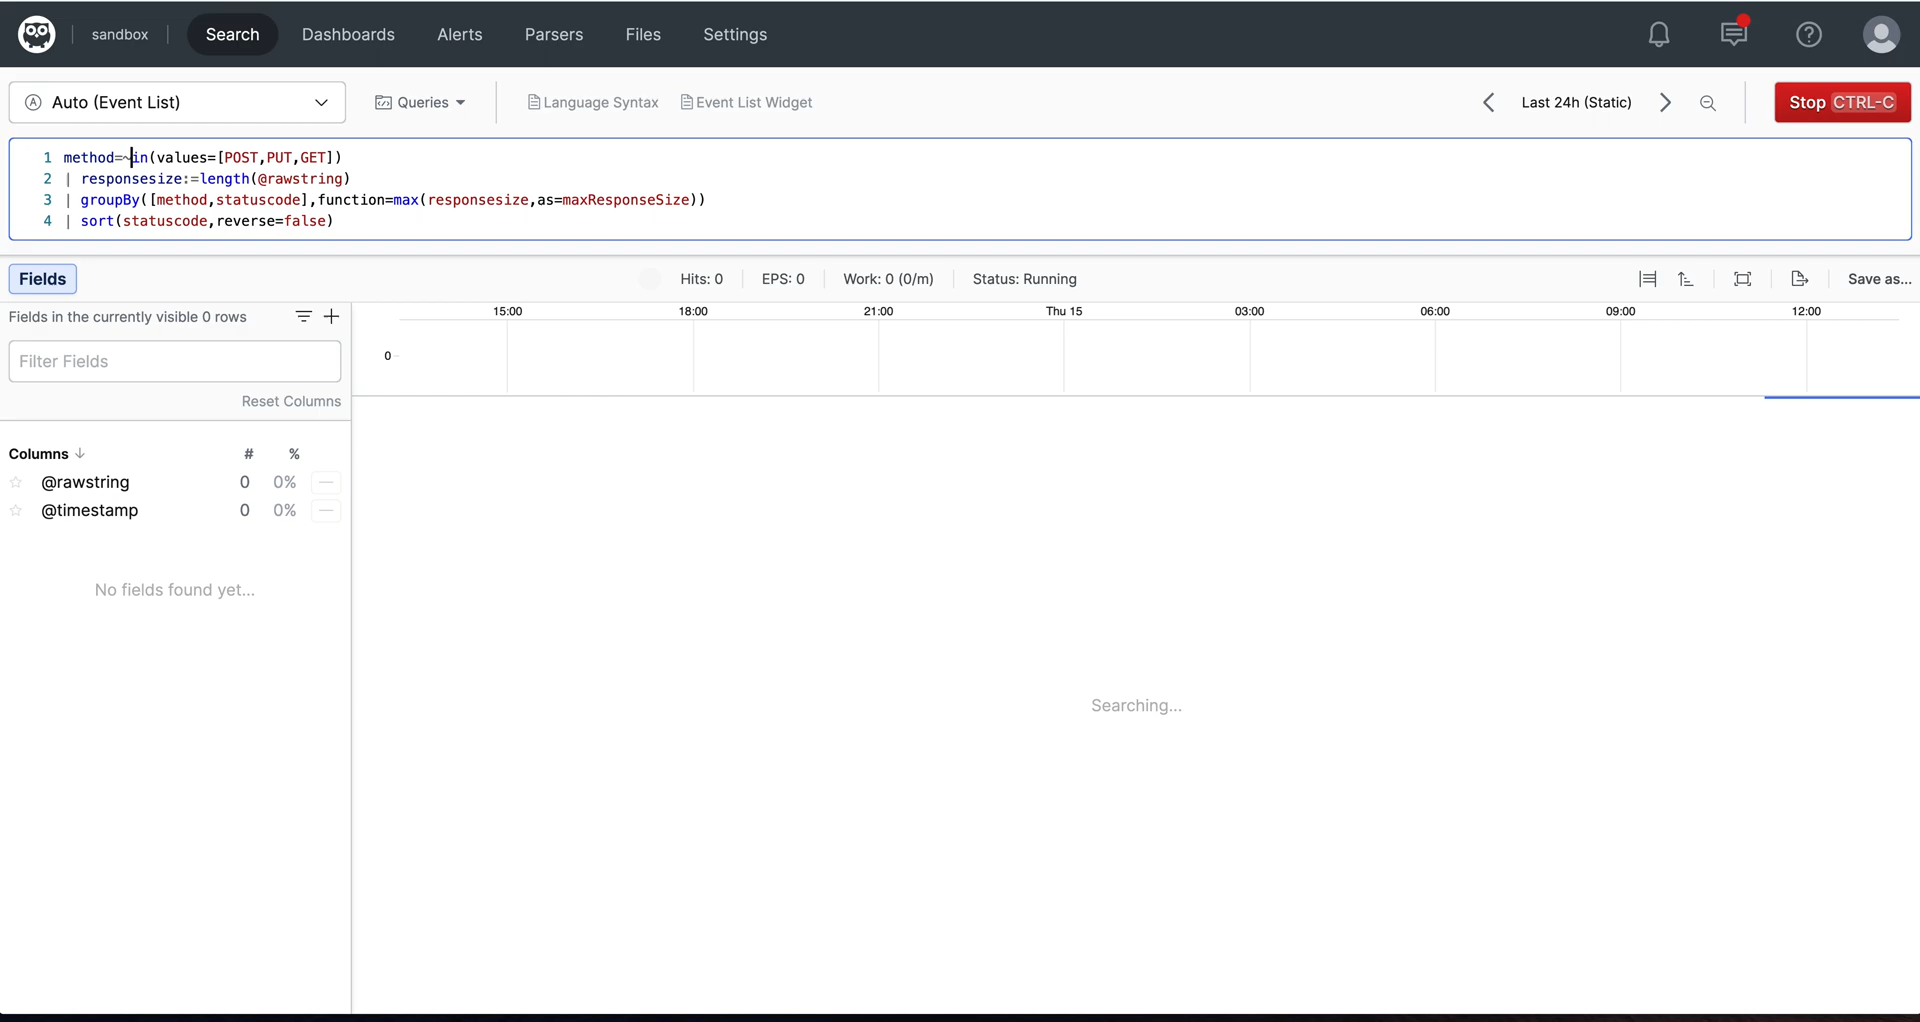 sandbox
Search
Dashboards
Alerts
Parsers
Files
Settings
A Auto (Event List)
Queries
Language Syntax
Event List Widget
Last 24h (Static)
Stop CTRL-C
1 method=~in(values=[POST,PUT,GET])
2 | responsesize:=length(@rawstring)
3 | groupBy([method,statuscode],function=max(responsesize,as=maxResponseSize))
4 | sort(statuscode,reverse=false)
Fields
Hits: 0
EPS: 0
Work: 0 (0/m)
Status: Running
Save as...
Fields in the currently visible 0 rows
Filter Fields
Reset Columns
Columns # %
@rawstring 0 0%
@timestamp 0 0%
No fields found yet...
15:00 18:00 21:00 Thu 15 03:00 06:00 09:00 12:00
0
Searching...